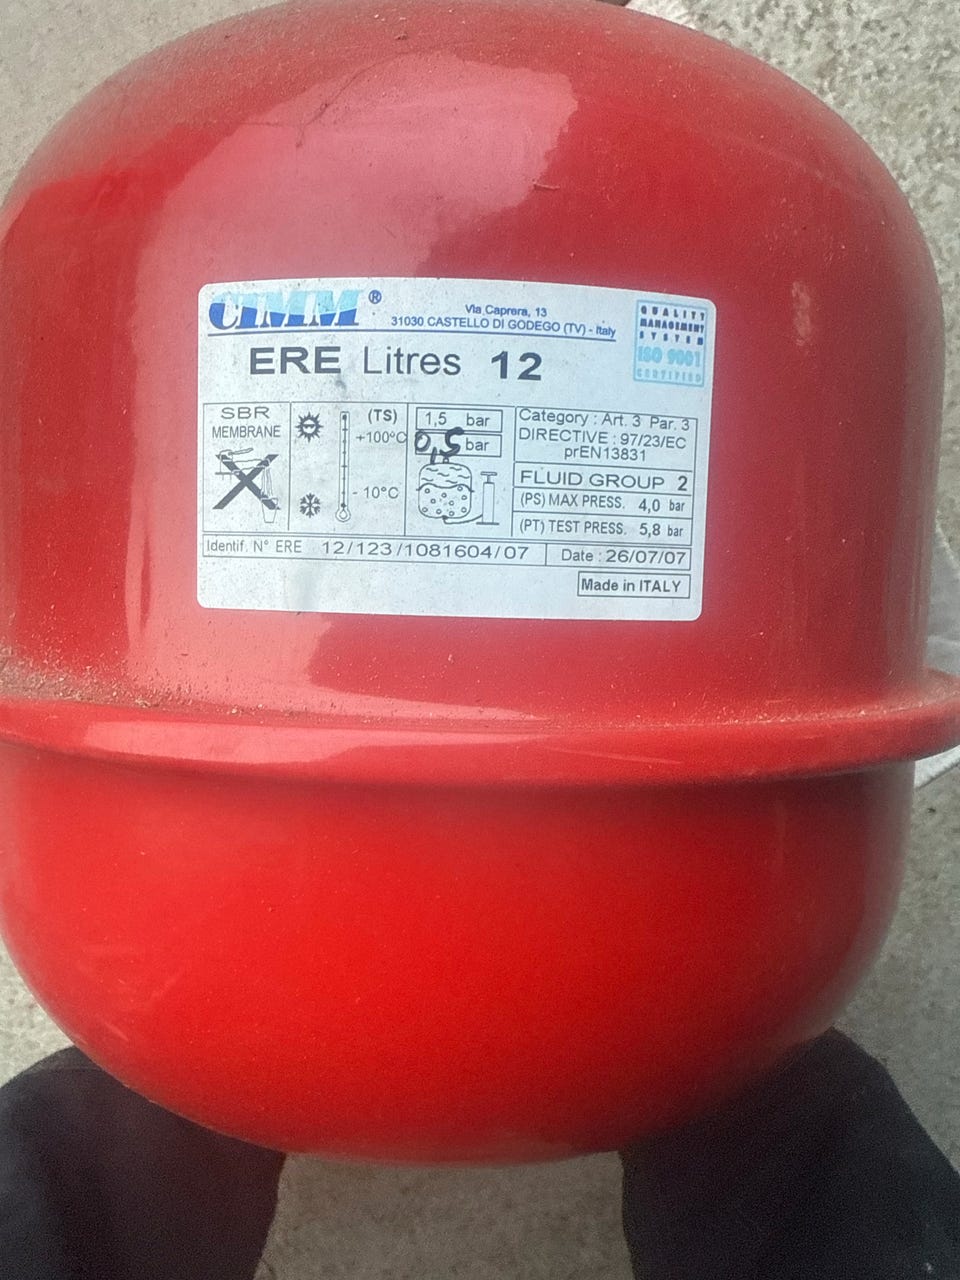 CIMM®
Via Caprera, 13
31030 CASTELLO DI GODEGO (TV) - Italy
QUALITY
MANAGEMENT
SYSTEM
ISO 9001
CERTIFIED
ERE Litres 12
SBR
MEMBRANE
(TS)
+100°C
- 10°C
1,5 bar
0,5 bar
Category : Art. 3 Par. 3
DIRECTIVE : 97/23/EC
prEN13831
FLUID GROUP 2
(PS) MAX PRESS. 4,0 bar
(PT) TEST PRESS. 5,8 bar
Identif. N° ERE 12/123/1081604/07
Date : 26/07/07
Made in ITALY